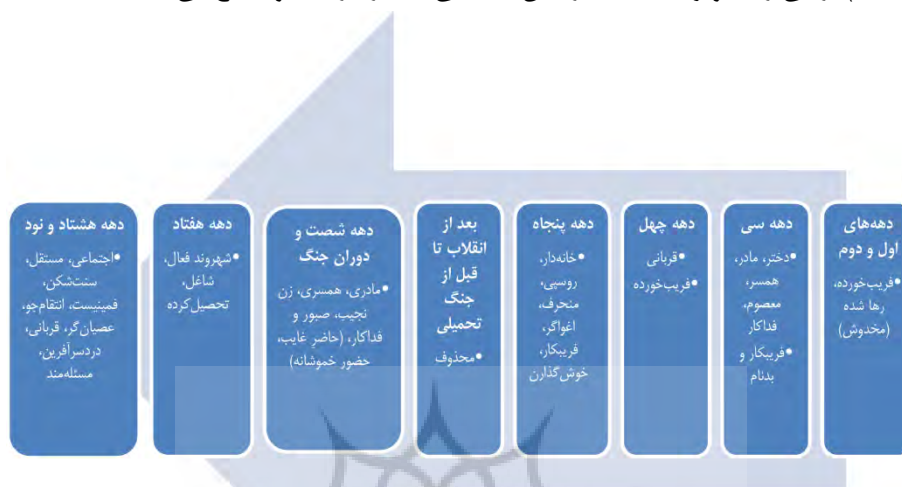 دهه‌های
اول و دوم
•فریب‌خورده،
رها شده
(مخدوش)
دهه سی
•دختر، مادر،
همسر،
معصوم،
فداکار
•فریبکار و
بدنام
دهه چهل
•قربانی
•فریب‌خورده
دهه پنجاه
•خانه‌دار،
روسپی،
منحرف،
اغواگر،
فریبکار،
خوش‌گذارن
بعد از
انقلاب تا
قبل از
جنگ
تحمیلی
•محذوف
دهه شصت و
دوران جنگ
•مادری، همسری، زن
نجیب، صبور و
فداکار، (حاضر غایب،
حضور خموشانه)
دهه هفتاد
•شهروند فعال،
شاغل،
تحصیل‌کرده
دهه هشتاد و نود
•اجتماعی، مستقل،
سنت‌شکن،
فمینیست، انتقام‌جو،
عصیان‌گر، قربانی،
دردسرآفرین،
مسئله‌مند